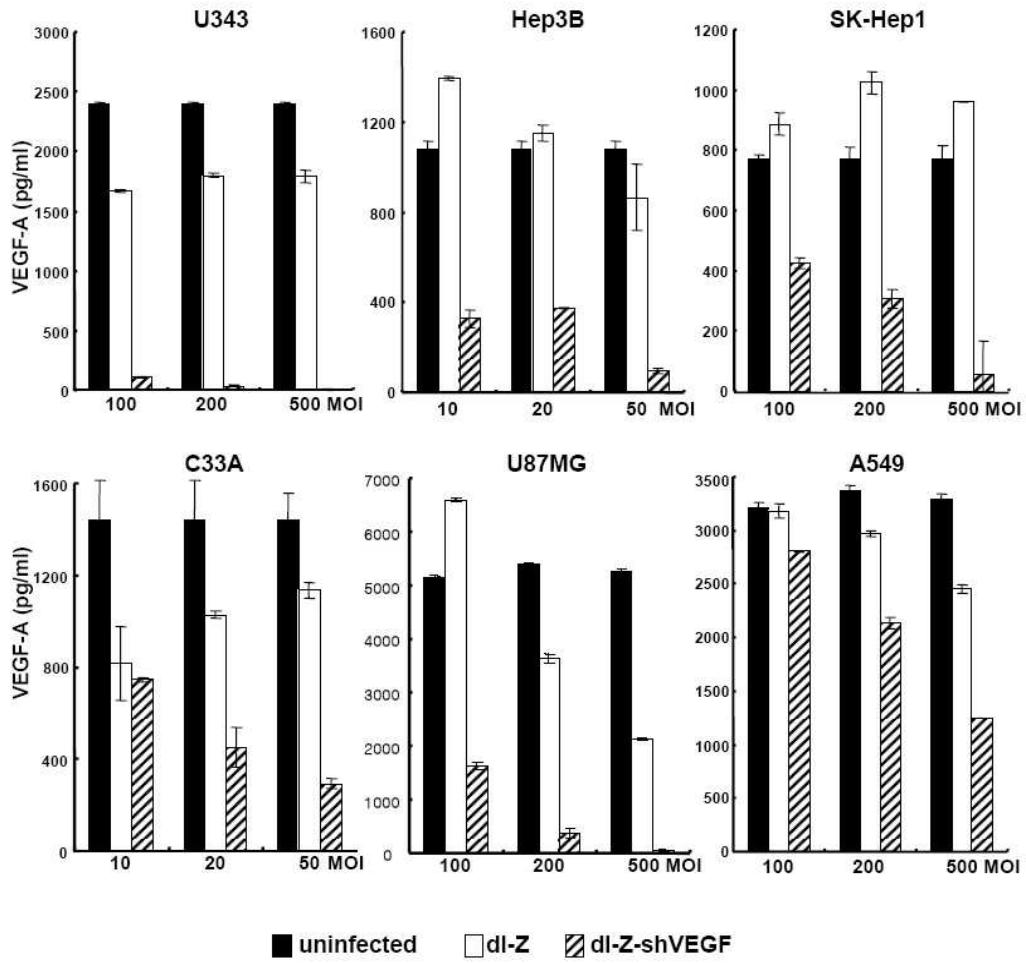 U343
Hep3B
SK-Hep1
VEGF-A (pg/ml)
3000
2500
2000
1500
1000
500
0
100 200 500 MOI
1600
1200
800
400
0
10 20 50 MOI
1200
1000
800
600
400
200
0
100 200 500 MOI
C33A
U87MG
A549
VEGF-A (pg/ml)
1600
1200
800
400
0
10 20 50 MOI
7000
6000
5000
4000
3000
2000
1000
0
100 200 500 MOI
3500
3000
2500
2000
1500
1000
500
0
100 200 500 MOI
uninfected dl-Z dl-Z-shVEGF